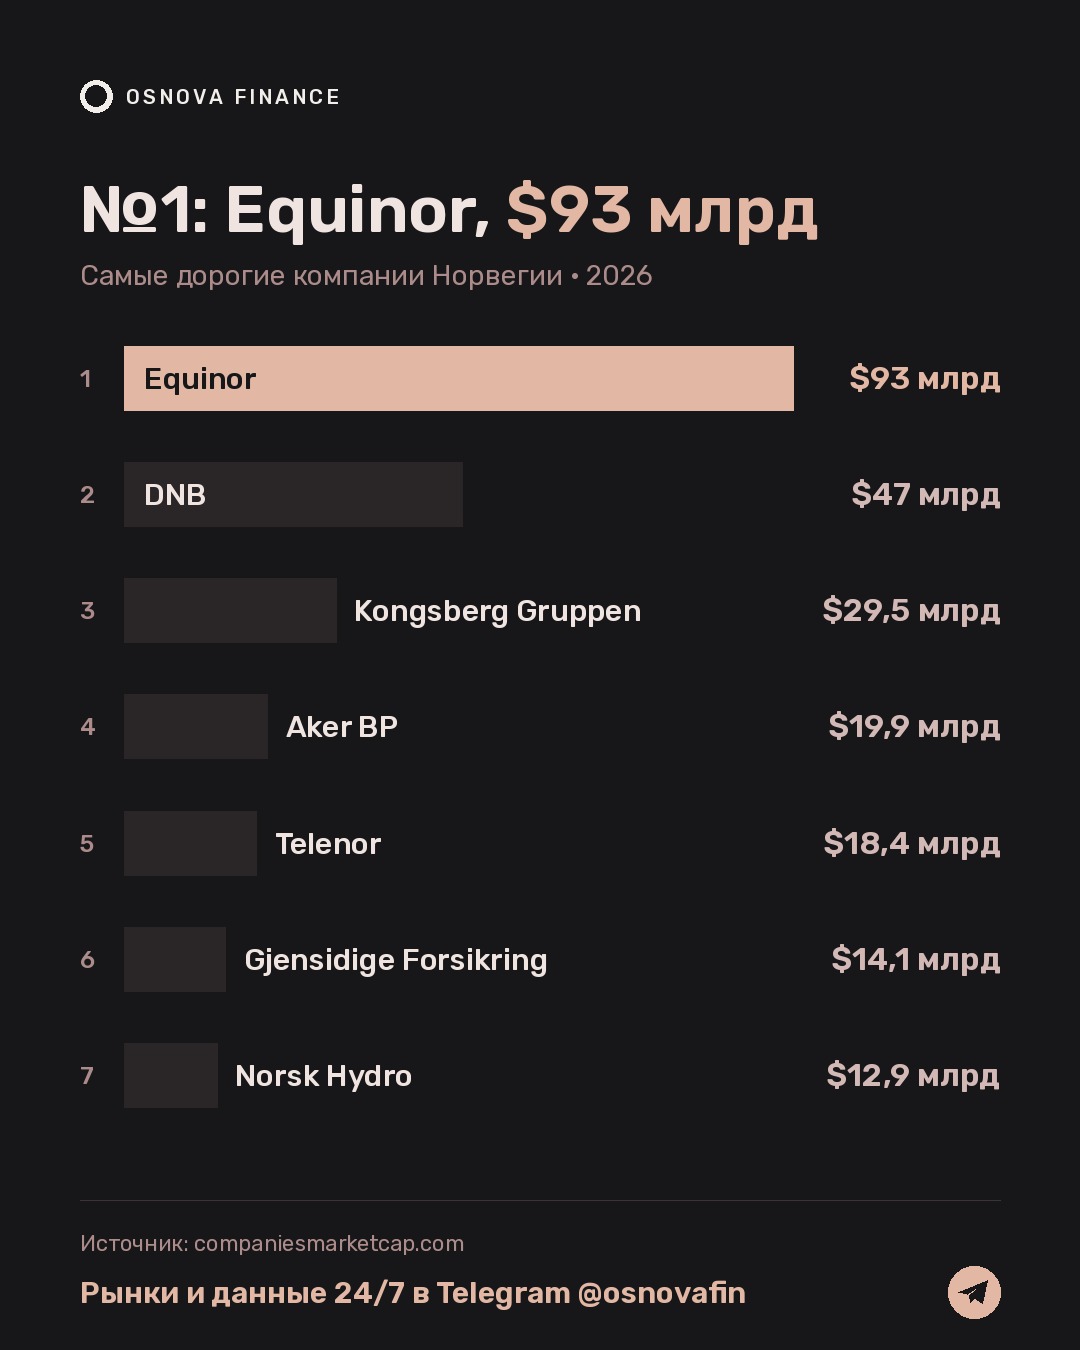 OSNOVA FINANCE
№1: Equinor, $93 млрд
Самые дорогие компании Норвегии • 2026
1 Equinor $93 млрд
2 DNB $47 млрд
3 Kongsberg Gruppen $29,5 млрд
4 Aker BP $19,9 млрд
5 Telenor $18,4 млрд
6 Gjensidige Forsikring $14,1 млрд
7 Norsk Hydro $12,9 млрд
Источник: companiesmarketcap.com
Рынки и данные 24/7 в Telegram @osnovafin